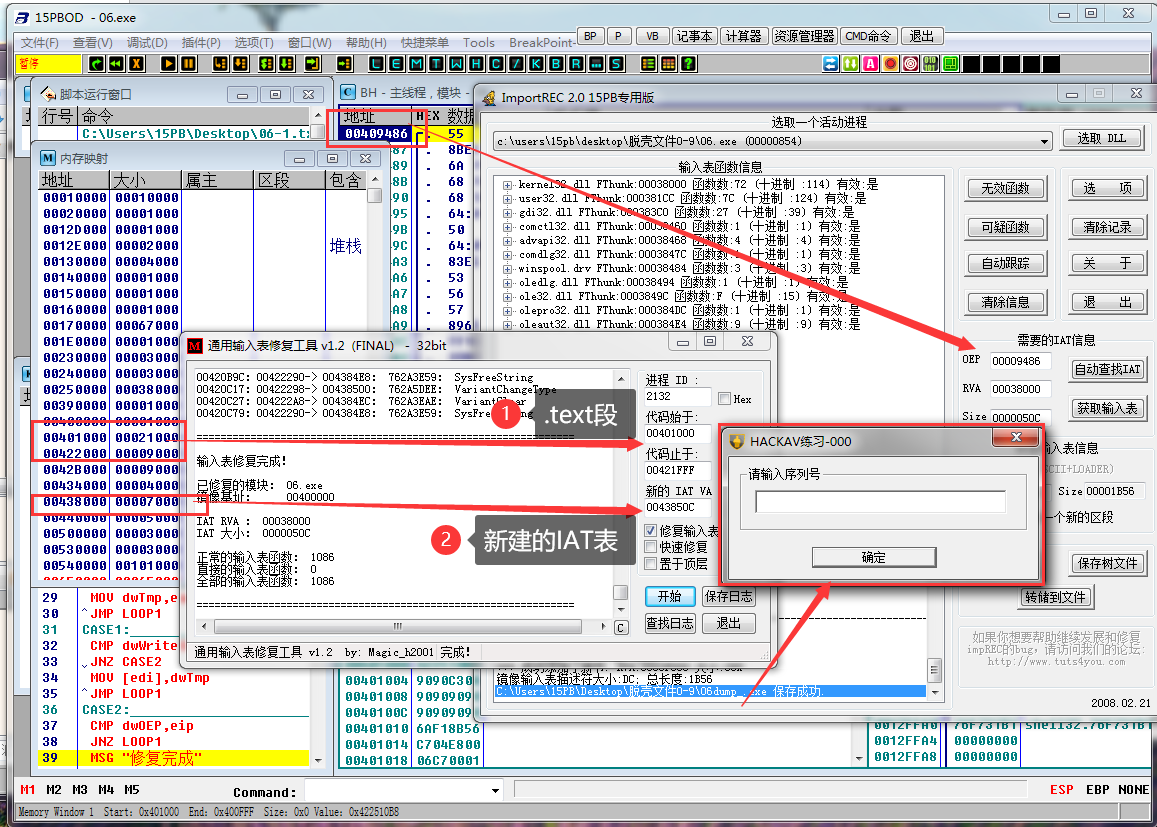 15PBOD - 06.exe
文件(F) 查看(V) 调试(D) 插件(P) 选项(T) 窗口(W) 帮助(H) 快捷菜单 Tools BreakPoint- BP P VB 记事本 计算器 资源管理器 CMD命令 退出
暂停
L E M T W H C / K B R ... S
脚本运行窗口
行号 命令
C:\Users\15PB\Desktop\06-1.t
BH - 主线程, 模块 -
地址 HEX 数据
00409486 55
87 8BE
89 6A
8B 68
90 68
95 64:
9B 50
9C 64:
A3 83E
A6 53
A7 56
A8 57
A9 896
内存映射
地址 大小 属主 区段 包含
00010000 00010000
00020000 00001000
0012D000 00001000
0012E000 00002000 堆栈
00130000 00004000
00140000 00001000
00150000 00001000
00160000 00001000
00170000 00067000
001E0000 00001000
00230000 00003000
00240000 00003000
00250000 00038000
00390000 00001000
00400000 00001000
00401000 00021000
00422000 00009000
0042B000 00009000
00434000 00004000
00438000 00007000
00440000 00005000
00500000 00003000
00530000 00003000
00540000 00101000
29 MOV dwTmp,e
30 ^JMP LOOP1
31 CASE1:
32 CMP dwWrite
33 JNZ CASE2
34 MOV [edi],dwTmp
35 ^JMP LOOP1
36 CASE2:
37 CMP dwOEP,eip
38 JNZ LOOP1
39 MSG "修复完成"
ImportREC 2.0 15PB专用版
选取一个活动进程
c:\users\15pb\desktop\脱壳文件0-9\06.exe (00000854)
选取 DLL
输入表函数信息
kernel32.dll FThunk:00038000 函数数:72 (十进制 :114) 有效:是
user32.dll FThunk:000381CC 函数数:7C (十进制 :124) 有效:是
gdi32.dll FThunk:000383C0 函数数:27 (十进制 :39) 有效:是
comctl32.dll FThunk:00038460 函数数:1 (十进制 :1) 有效:是
advapi32.dll FThunk:00038468 函数数:4 (十进制 :4) 有效:是
comdlg32.dll FThunk:0003847C 函数数:1 (十进制 :1) 有效:是
winspool.drv FThunk:00038484 函数数:3 (十进制 :3) 有效:是
oledlg.dll FThunk:00038494 函数数:1 (十进制 :1) 有效:是
ole32.dll FThunk:0003849C 函数数:F (十进制 :15) 有效:是
olepro32.dll FThunk:000384DC 函数数:1 (十进制 :1) 有效:是
oleaut32.dll FThunk:000384E4 函数数:9 (十进制 :9) 有效:是
无效函数 选 项
可疑函数 清除记录
自动跟踪 关 于
清除信息 退 出
需要的IAT信息
OEP 00009486 自动查找IAT
RVA 00038000
Size 0000050C 获取输入表
输入表信息
CII+LOADER)
Size 00001B56
一个新的区段
保存树文件
转储到文件
如果你想要帮助继续发展和修复
impREC的bug, 请访问我们的论坛:
http://www.tuts4you.com
2008.02.21
镜像输入表描述符大小:DC; 总长度:1B56
C:\Users\15PB\Desktop\脱壳文件0-9\06dump_.exe 保存成功.
通用输入表修复工具 v1.2 (FINAL) - 32bit
00420B9C: 00422290-> 004384E8: 762A3E59: SysFreeString
00420C17: 00422298-> 00438500: 762A5DEE: VariantChangeType
00420C27: 004222A8-> 004384EC: 762A3EAE: VariantClear
00420C79: 00422290-> 004384E8: 762A3E59: SysFreeString
输入表修复完成!
已修复的模块: 06.exe
镜像基址: 00400000
IAT RVA : 00038000
IAT 大小: 0000050C
正常的输入表函数: 1086
直接的输入表函数: 0
全部的输入表函数: 1086
C
进程 ID :
2132 Hex
代码始于:
00401000
代码止于:
00421FFF
新的 IAT VA
0043850C
修复输入表
快速修复
置于顶层
开始 保存日志
查找日志 退出
通用输入表修复工具 v1.2 by: Magic_h2001 完成!
1 .text段
2 新建的IAT表
HACKAV练习-000
请输入序列号
确定
00401004 9090C30
00401008 9090909
0040100C 9090909
00401010 6AF18B56
00401014 C704E800
00401018 06C70001
0012FFA0 76F731B1 shell32.76F731B1
0012FFA4 00000000
0012FFA8 00000000
M1 M2 M3 M4 M5 Command: ESP EBP NONE
Memory Window 1 Start: 0x401000 End: 0x400FFF Size: 0x0 Value: 0x422510B8